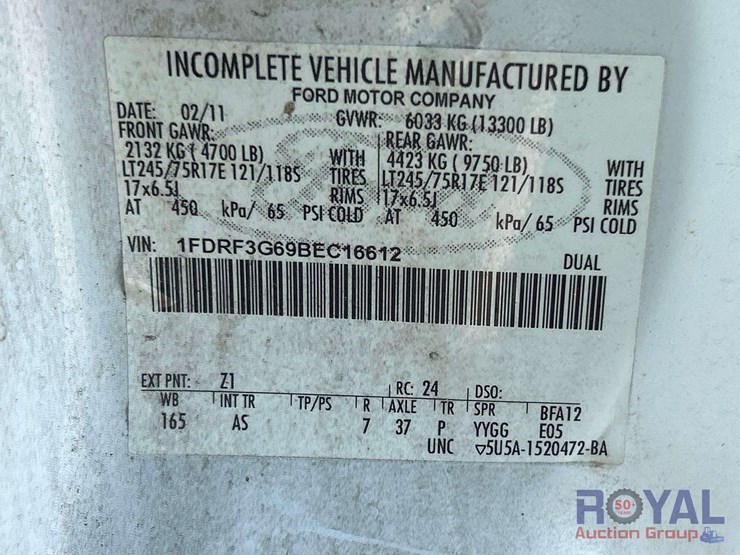 INCOMPLETE VEHICLE MANUFACTURED BY
FORD MOTOR COMPANY
DATE: 02/11 GVWR: 6033 KG (13300 LB)
FRONT GAWR: REAR GAWR:
2132 KG ( 4700 LB) WITH 4423 KG ( 9750 LB) WITH
LT245/75R17E 121/118S TIRES LT245/75R17E 121/118S TIRES
17x6.5J RIMS 17x6.5J RIMS
AT 450 kPa/ 65 PSI COLD AT 450 kPa/ 65 PSI COLD
VIN: 1FDRF3G69BEC16612
DUAL
EXT PNT: Z1 RC: 24 DSO:
WB INT TR TP/PS R AXLE TR SPR BFA12
165 AS 7 37 P YYGG E05
UNC ▽5U5A-1520472-BA
ROYAL 50+ YEARS
Auction Group